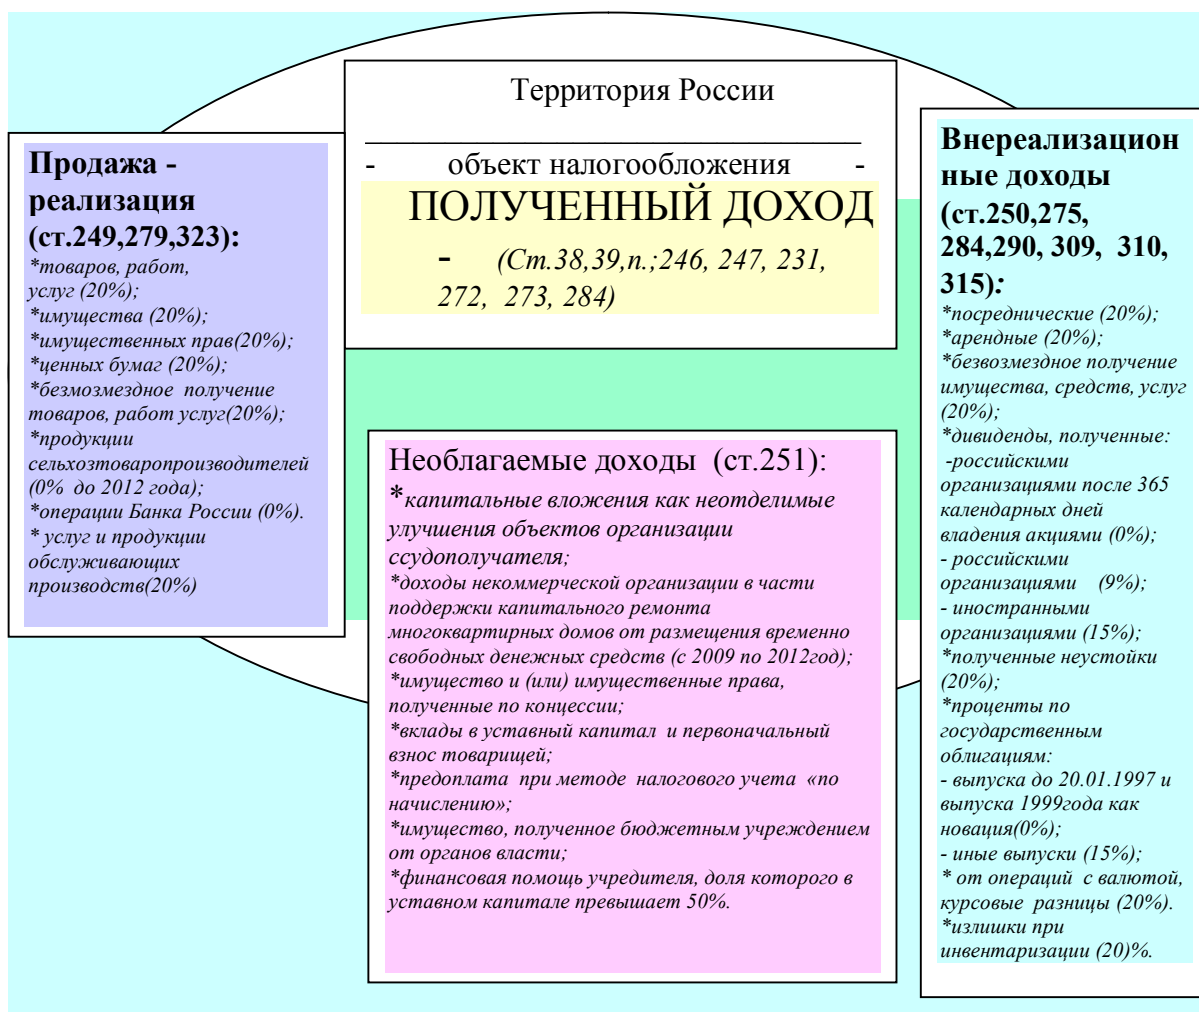 Территория России
- объект налогообложения -
ПОЛУЧЕННЫЙ ДОХОД
- (Ст.38,39,п.;246, 247, 231,
272, 273, 284)
Продажа -
реализация
(ст.249,279,323):
*товаров, работ,
услуг (20%);
*имущества (20%);
*имущественных прав(20%);
*ценных бумаг (20%);
*безмозмездное получение
товаров, работ услуг(20%);
*продукции
сельхозтоваропроизводителей
(0% до 2012 года);
*операции Банка России (0%).
* услуг и продукции
обслуживающих
производств(20%)
Необлагаемые доходы (ст.251):
*капитальные вложения как неотделимые
улучшения объектов организации
ссудополучателя;
*доходы некоммерческой организации в части
поддержки капитального ремонта
многоквартирных домов от размещения временно
свободных денежных средств (с 2009 по 2012год);
*имущество и (или) имущественные права,
полученные по концессии;
*вклады в уставный капитал и первоначальный
взнос товарищей;
*предоплата при методе налогового учета «по
начислению»;
*имущество, полученное бюджетным учреждением
от органов власти;
*финансовая помощь учредителя, доля которого в
уставном капитале превышает 50%.
Внереализацион
ные доходы
(ст.250,275,
284,290, 309, 310,
315):
*посреднические (20%);
*арендные (20%);
*безвозмездное получение
имущества, средств, услуг
(20%);
*дивиденды, полученные:
-российскими
организациями после 365
календарных дней
владения акциями (0%);
- российскими
организациями (9%);
- иностранными
организациями (15%);
*полученные неустойки
(20%);
*проценты по
государственным
облигациям:
- выпуска до 20.01.1997 и
выпуска 1999года как
новация(0%);
- иные выпуски (15%);
* от операций с валютой,
курсовые разницы (20%).
*излишки при
инвентаризации (20)%.